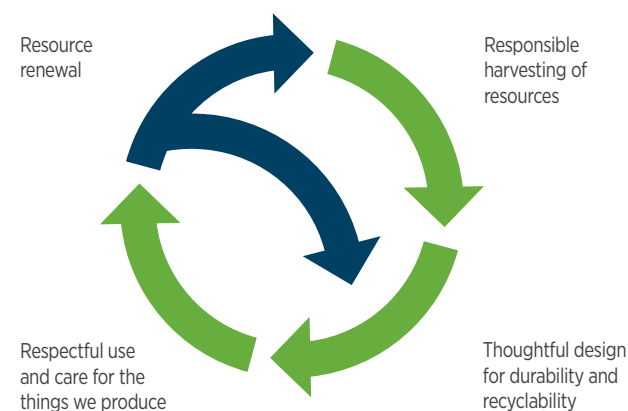 Resource
renewal
Responsible
harvesting of
resources
Respectful use
and care for the
things we produce
Thoughtful design
for durability and
recyclability